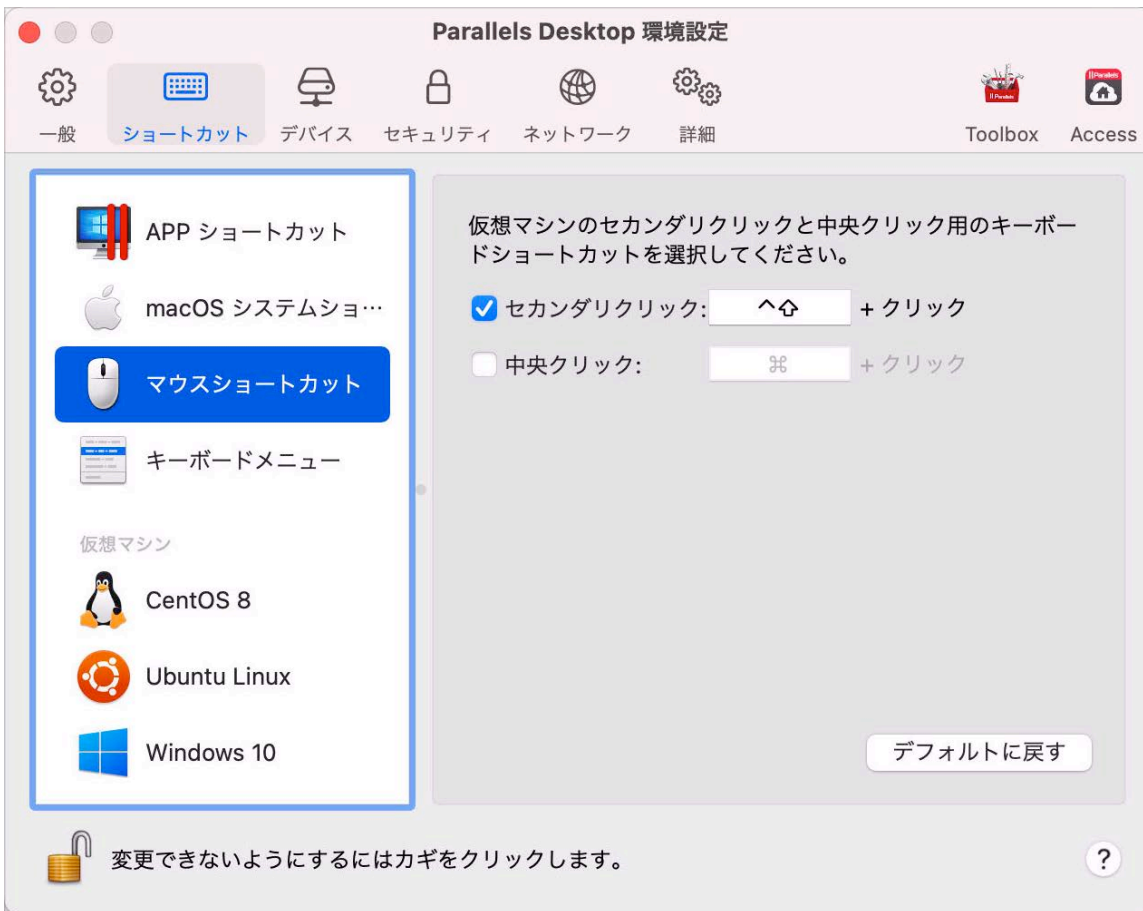 Parallels Desktop 環境設定
一般 ショートカット デバイス セキュリティ ネットワーク 詳細 Toolbox Access
APP ショートカット
macOS システムショ…
マウスショートカット
キーボードメニュー
仮想マシン
CentOS 8
Ubuntu Linux
Windows 10
仮想マシンのセカンダリクリックと中央クリック用のキーボー
ドショートカットを選択してください。
セカンダリクリック: ^⇧ + クリック
中央クリック: ⌘ + クリック
デフォルトに戻す
変更できないようにするにはカギをクリックします。
?